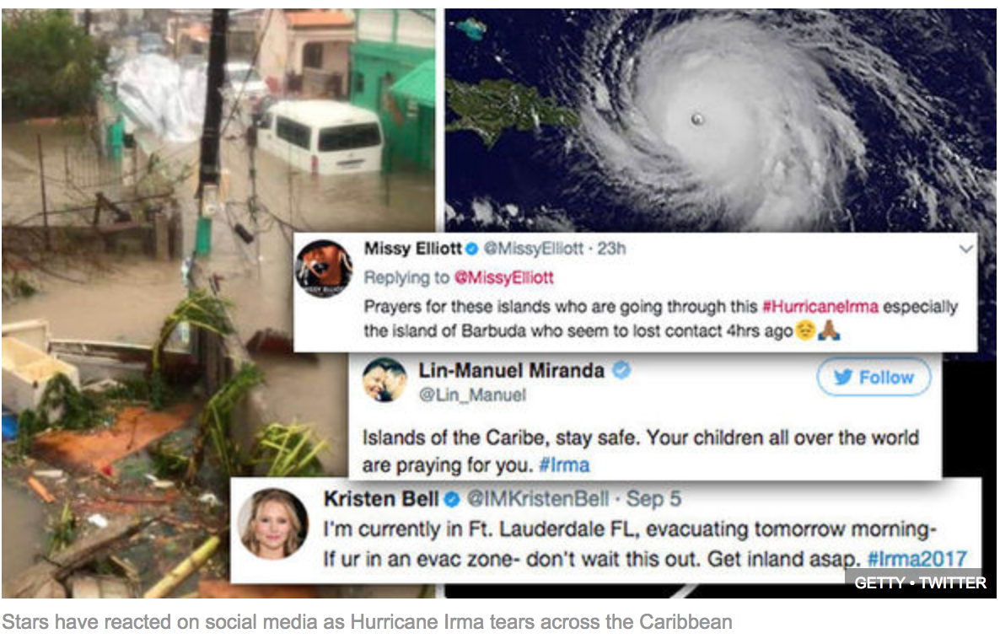 Missy Elliott @MissyElliott · 23h
Replying to @MissyElliott
Prayers for these islands who are going through this #HurricaneIrma especially
the island of Barbuda who seem to lost contact 4hrs ago😔🙏🏽
Lin-Manuel Miranda
Follow
@Lin_Manuel
Islands of the Caribe, stay safe. Your children all over the world
are praying for you. #Irma
Kristen Bell @IMKristenBell · Sep 5
I'm currently in Ft. Lauderdale FL, evacuating tomorrow morning-
If ur in an evac zone- don't wait this out. Get inland asap. #Irma2017
GETTY • TWITTER
Stars have reacted on social media as Hurricane Irma tears across the Caribbean